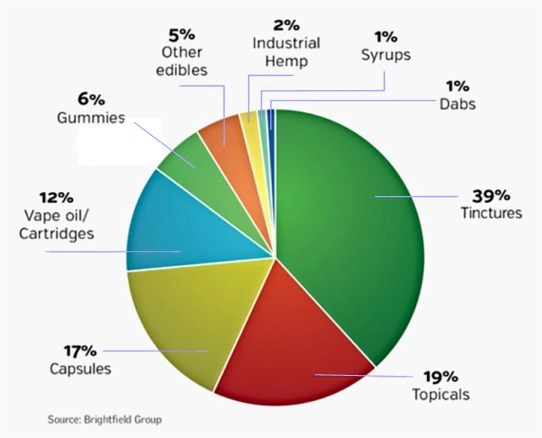 2%
Industrial
Hemp
1%
Syrups
5%
Other
edibles
1%
Dabs
6%
Gummies
39%
Tinctures
12%
Vape oil/
Cartridges
17%
Capsules
19%
Topicals
Source: Brightfield Group